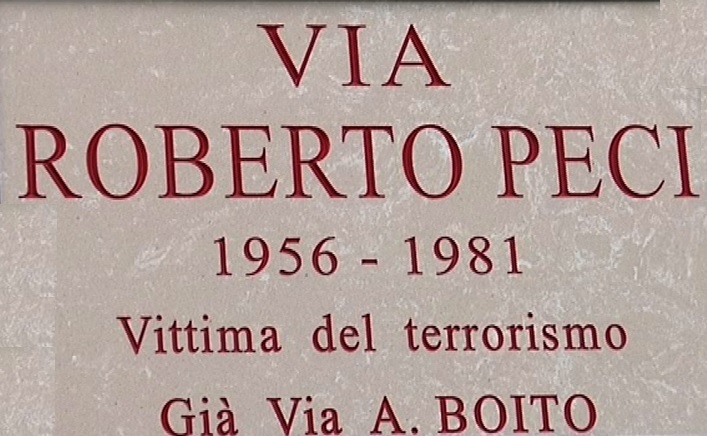 VIA
ROBERTO PECI
1956 - 1981
Vittima del terrorismo
Già Via A. BOITO